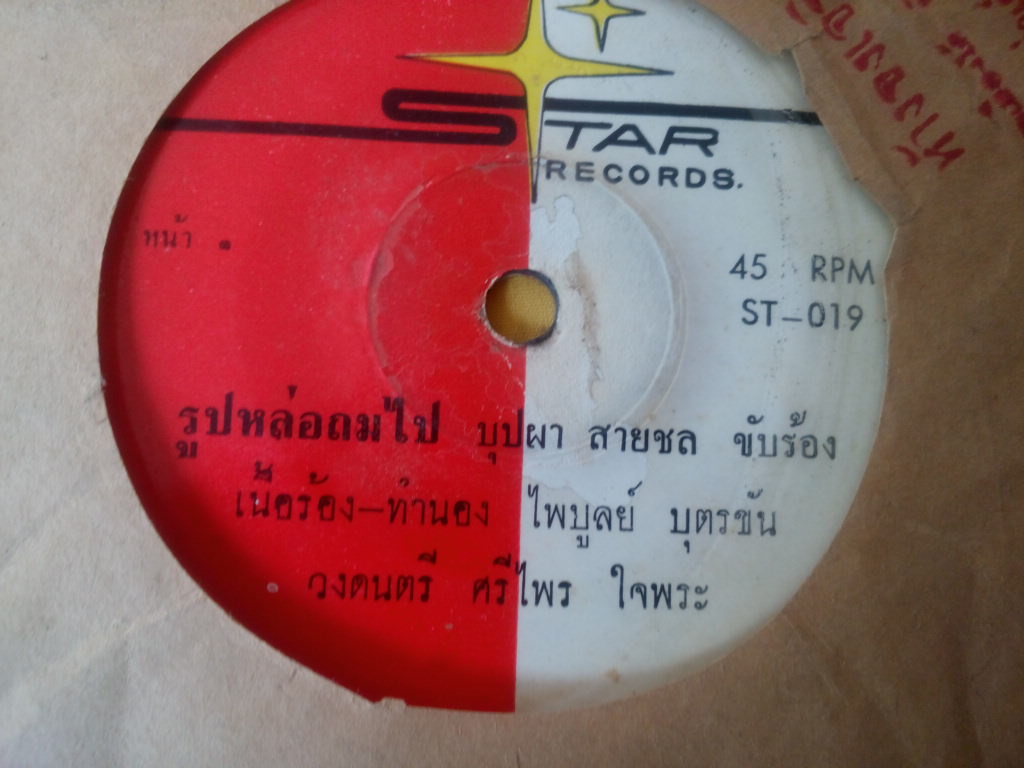 STAR
RECORDS.
หน้า ๑
45 RPM
ST-019
รูปหล่อถมไป บุปผา สายชล ขับร้อง
เนื้อร้อง-ทำนอง ไพบูลย์ บุตรขัน
วงดนตรี ศรีไพร ใจพระ